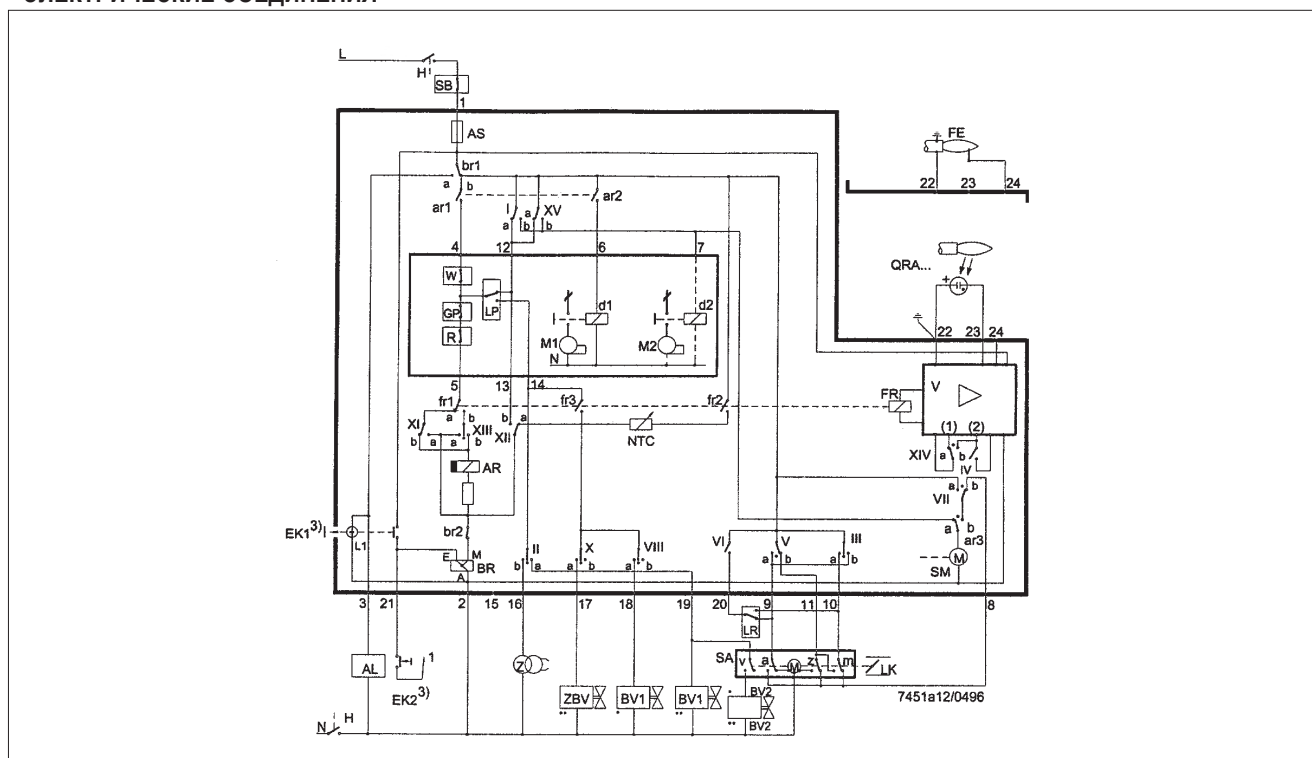 ЭЛЕКТРИЧЕСКИЕ СОЕДИНЕНИЯ
L
H
SB
1
AS
FE
br1
22 23 24
a b
ar1 ar2
I XV
a a b b
4 12 6 7
QRA...
+
W
LP
GP
R
d1 d2
M1 M2
N
22 23 24
V
FR
5 13 14
fr1 fr3 fr2
a b b a
XI XIII XII
b a a b
NTC
(1) (2)
XIV a b IV
AR
a b
VII
a b
ar3
EK1³⁾
L1
br2
E M
BR
A
II X VIII VI V III
b a a b a b a b a b
M
SM
3 21 2 15 16 17 18 19 20 9 11 10 8
LR
AL
1
EK2³⁾
Z
SA v a M z m
LK
ZBV BV1 BV1 BV2
BV2
7451a12/0496
N H